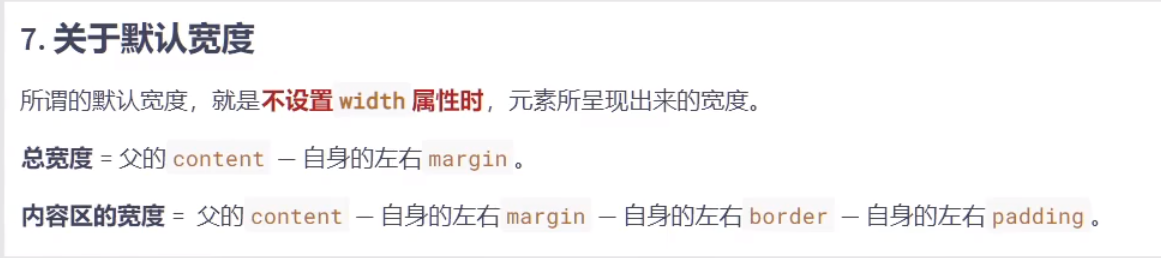 7. 关于默认宽度
所谓的默认宽度，就是不设置 width 属性时，元素所呈现出来的宽度。
总宽度 = 父的 content — 自身的左右 margin 。
内容区的宽度 = 父的 content — 自身的左右 margin — 自身的左右 border — 自身的左右 padding 。